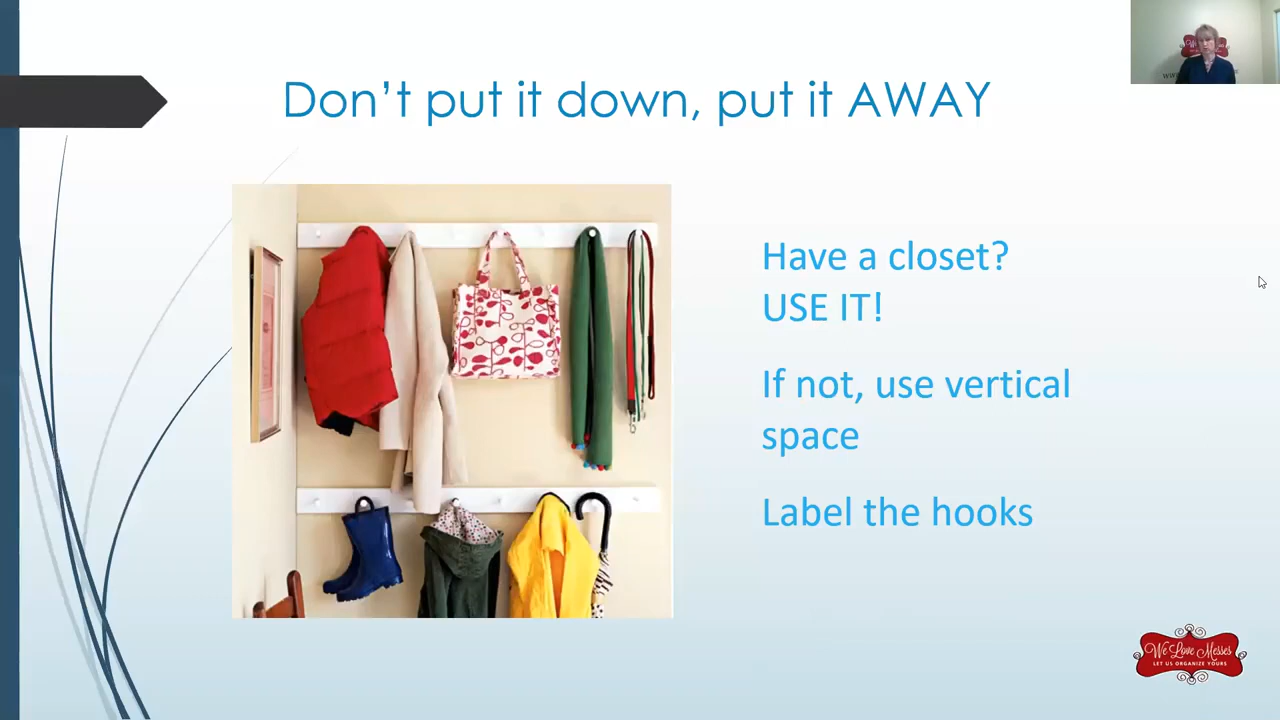 Don't put it down, put it AWAY
Have a closet?
USE IT!
If not, use vertical
space
Label the hooks
We Love Messes
LET US ORGANIZE YOURS